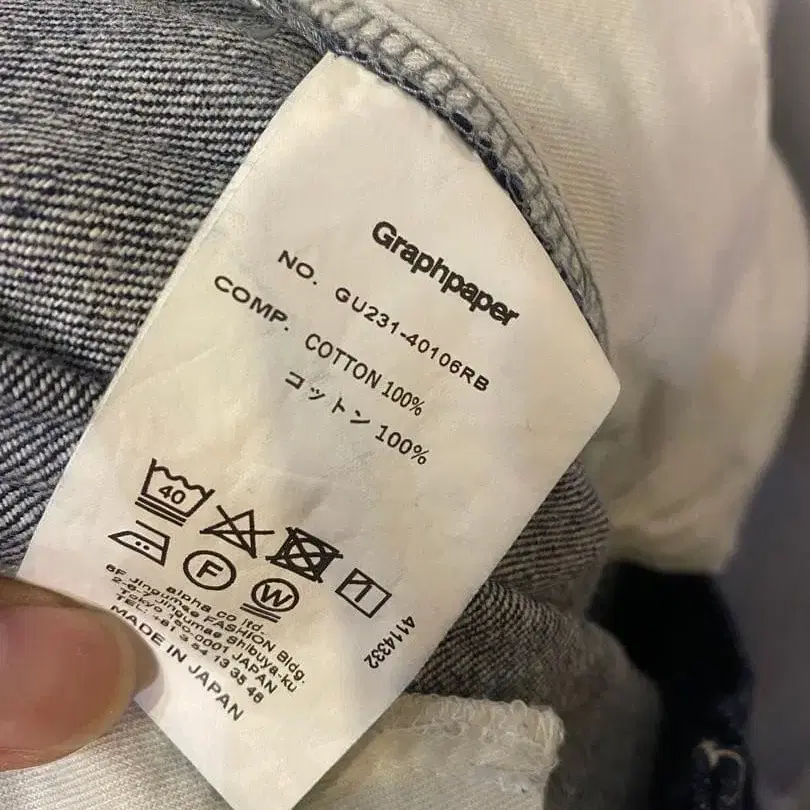 Graphpaper
NO. GU231-40106RB
COMP. COTTON 100%
コットン 100%
40
F
W
alpha co.ltd.
6F Jingumae FASHION Bldg.
2-6-7 Jingumae Shibuya-ku
Tokyo 150-0001 JAPAN
TEL: +81 3 54 13 35 46
MADE IN JAPAN
4114332